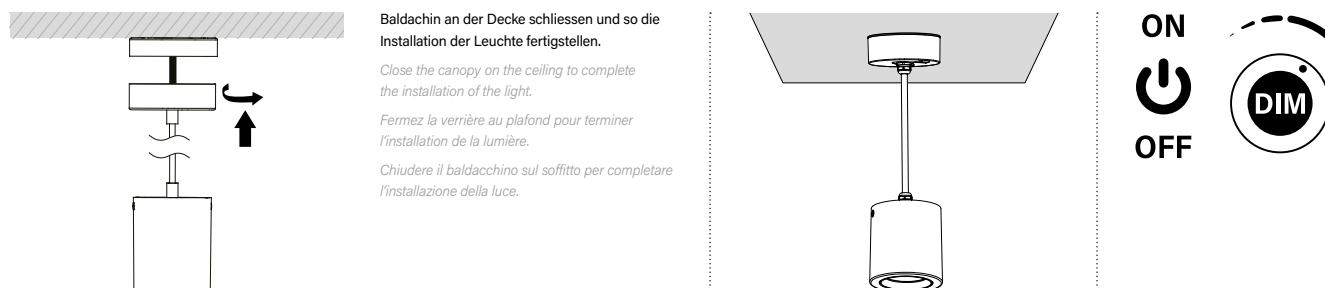 Baldachin an der Decke schliessen und so die
Installation der Leuchte fertigstellen.
Close the canopy on the ceiling to complete
the installation of the light.
Fermez la verrière au plafond pour terminer
l'installation de la lumière.
Chiudere il baldacchino sul soffitto per completare
l'installazione della luce.
ON
OFF
DIM